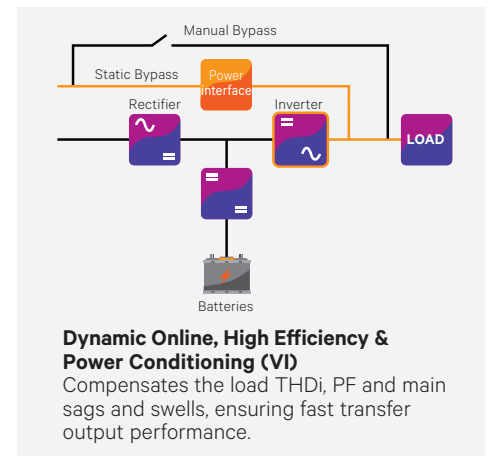 Manual Bypass
Static Bypass
Power
interface
Rectifier
Inverter
LOAD
Batteries
Dynamic Online, High Efficiency &
Power Conditioning (VI)
Compensates the load THDi, PF and main
sags and swells, ensuring fast transfer
output performance.